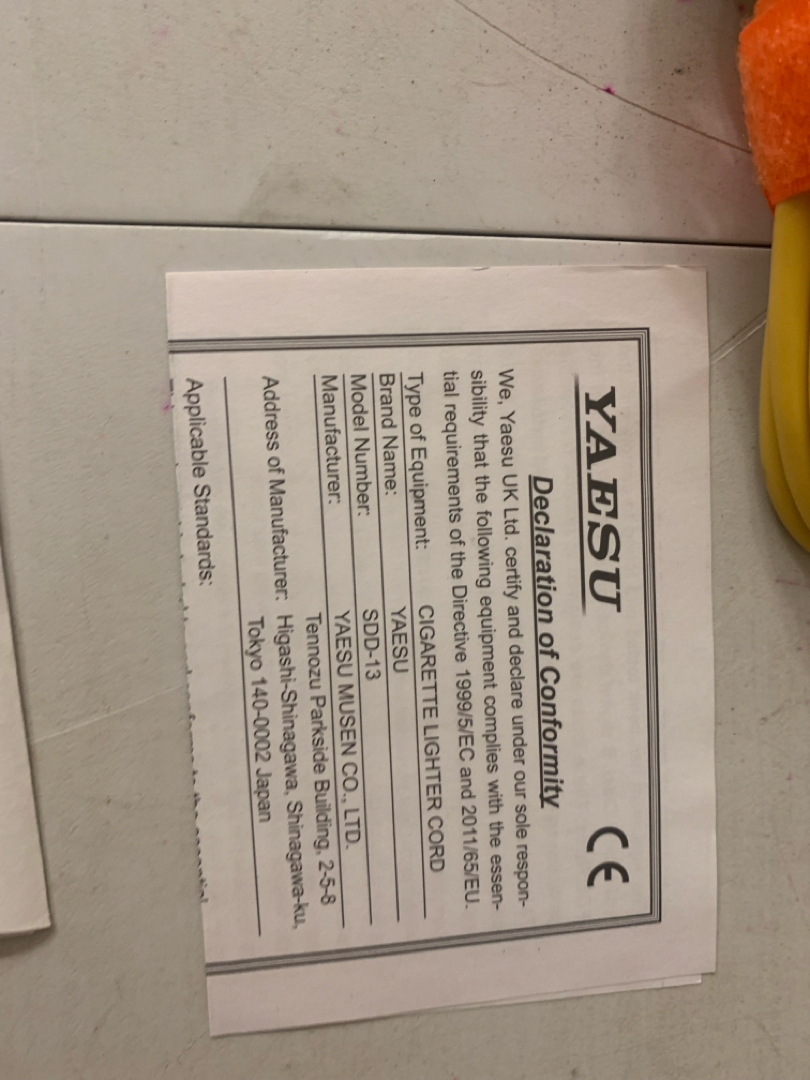 YAESU CE
Declaration of Conformity
We, Yaesu UK Ltd. certify and declare under our sole respon-
sibility that the following equipment complies with the essen-
tial requirements of the Directive 1999/5/EC and 2011/65/EU.
Type of Equipment: CIGARETTE LIGHTER CORD
Brand Name: YAESU
Model Number: SDD-13
Manufacturer: YAESU MUSEN CO., LTD.
Tennozu Parkside Building, 2-5-8
Address of Manufacturer: Higashi-Shinagawa, Shinagawa-ku,
Tokyo 140-0002 Japan
Applicable Standards: